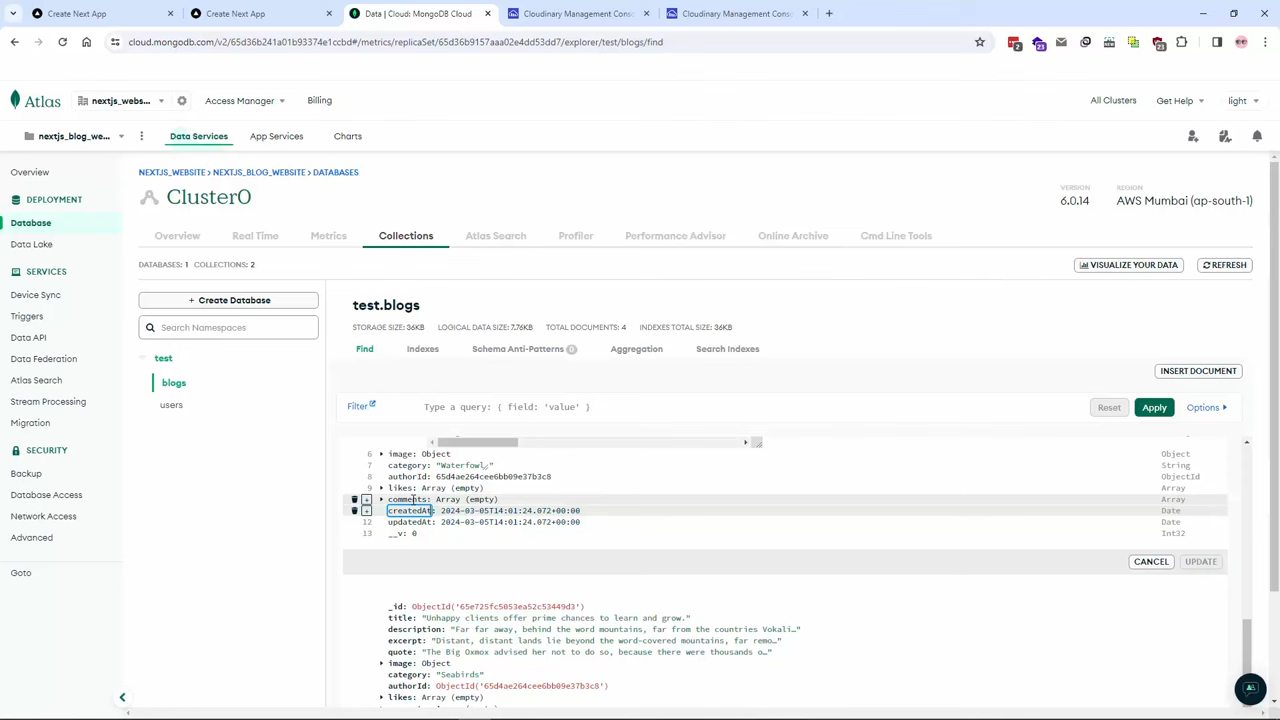 Create Next App
Create Next App
Data | Cloud: MongoDB Cloud
Cloudinary Management Conso
Cloudinary Management Conso
cloud.mongodb.com/v2/65d36b241a01b93374e1ccbd#/metrics/replicaSet/65d36b9157aaa02e4dd53dd7/explorer/test/blogs/find
2
23
23
Atlas
nextjs_webs...
Access Manager
Billing
All Clusters
Get Help
light
nextjs_blog_we...
Data Services
App Services
Charts
Overview
DEPLOYMENT
Database
Data Lake
SERVICES
Device Sync
Triggers
Data API
Data Federation
Atlas Search
Stream Processing
Migration
SECURITY
Backup
Database Access
Network Access
Advanced
Goto
NEXTJS_WEBSITE > NEXTJS_BLOG_WEBSITE > DATABASES
Cluster0
VERSION
6.0.14
REGION
AWS Mumbai (ap-south-1)
Overview
Real Time
Metrics
Collections
Atlas Search
Profiler
Performance Advisor
Online Archive
Cmd Line Tools
DATABASES: 1 COLLECTIONS: 2
VISUALIZE YOUR DATA
REFRESH
+ Create Database
Search Namespaces
test
blogs
users
test.blogs
STORAGE SIZE: 36KB LOGICAL DATA SIZE: 7.76KB TOTAL DOCUMENTS: 4 INDEXES TOTAL SIZE: 36KB
Find
Indexes
Schema Anti-Patterns 0
Aggregation
Search Indexes
INSERT DOCUMENT
Filter
Type a query: { field: 'value' }
Reset
Apply
Options
6 image: Object Object
7 category: "Waterfowl" String
8 authorId: 65d4ae264cee6bb09e37b3c8 ObjectId
9 likes: Array (empty) Array
comments: Array (empty) Array
createdAt: 2024-03-05T14:01:24.072+00:00 Date
12 updatedAt: 2024-03-05T14:01:24.072+00:00 Date
13 __v: 0 Int32
CANCEL
UPDATE
_id: ObjectId('65e725fc5053ea52c53449d3')
title: "Unhappy clients offer prime chances to learn and grow."
description: "Far far away, behind the word mountains, far from the countries Vokali…"
excerpt: "Distant, distant lands lie beyond the word-covered mountains, far remo…"
quote: "The Big Oxmox advised her not to do so, because there were thousands o…"
image: Object
category: "Seabirds"
authorId: ObjectId('65d4ae264cee6bb09e37b3c8')
likes: Array (empty)